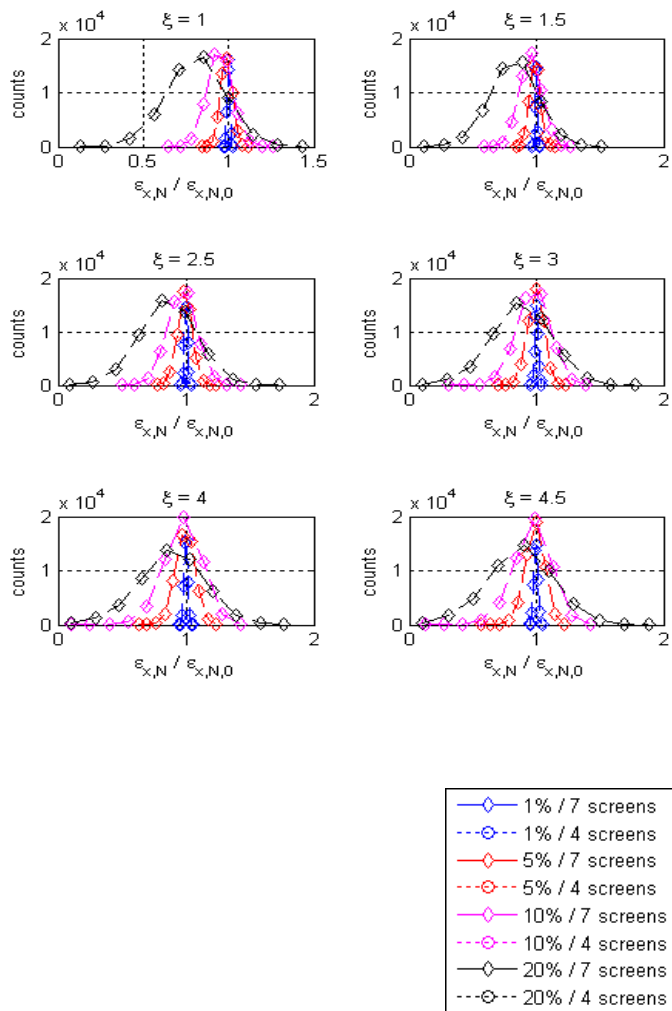 x 10^4
ξ = 1
counts
2
1
0
0
0.5
1
1.5
ε_x,N / ε_x,N,0
x 10^4
ξ = 1.5
counts
2
1
0
0
1
2
ε_x,N / ε_x,N,0
x 10^4
ξ = 2.5
counts
2
1
0
0
1
2
ε_x,N / ε_x,N,0
x 10^4
ξ = 3
counts
2
1
0
0
1
2
ε_x,N / ε_x,N,0
x 10^4
ξ = 4
counts
2
1
0
0
1
2
ε_x,N / ε_x,N,0
x 10^4
ξ = 4.5
counts
2
1
0
0
1
2
ε_x,N / ε_x,N,0
1% / 7 screens
1% / 4 screens
5% / 7 screens
5% / 4 screens
10% / 7 screens
10% / 4 screens
20% / 7 screens
20% / 4 screens